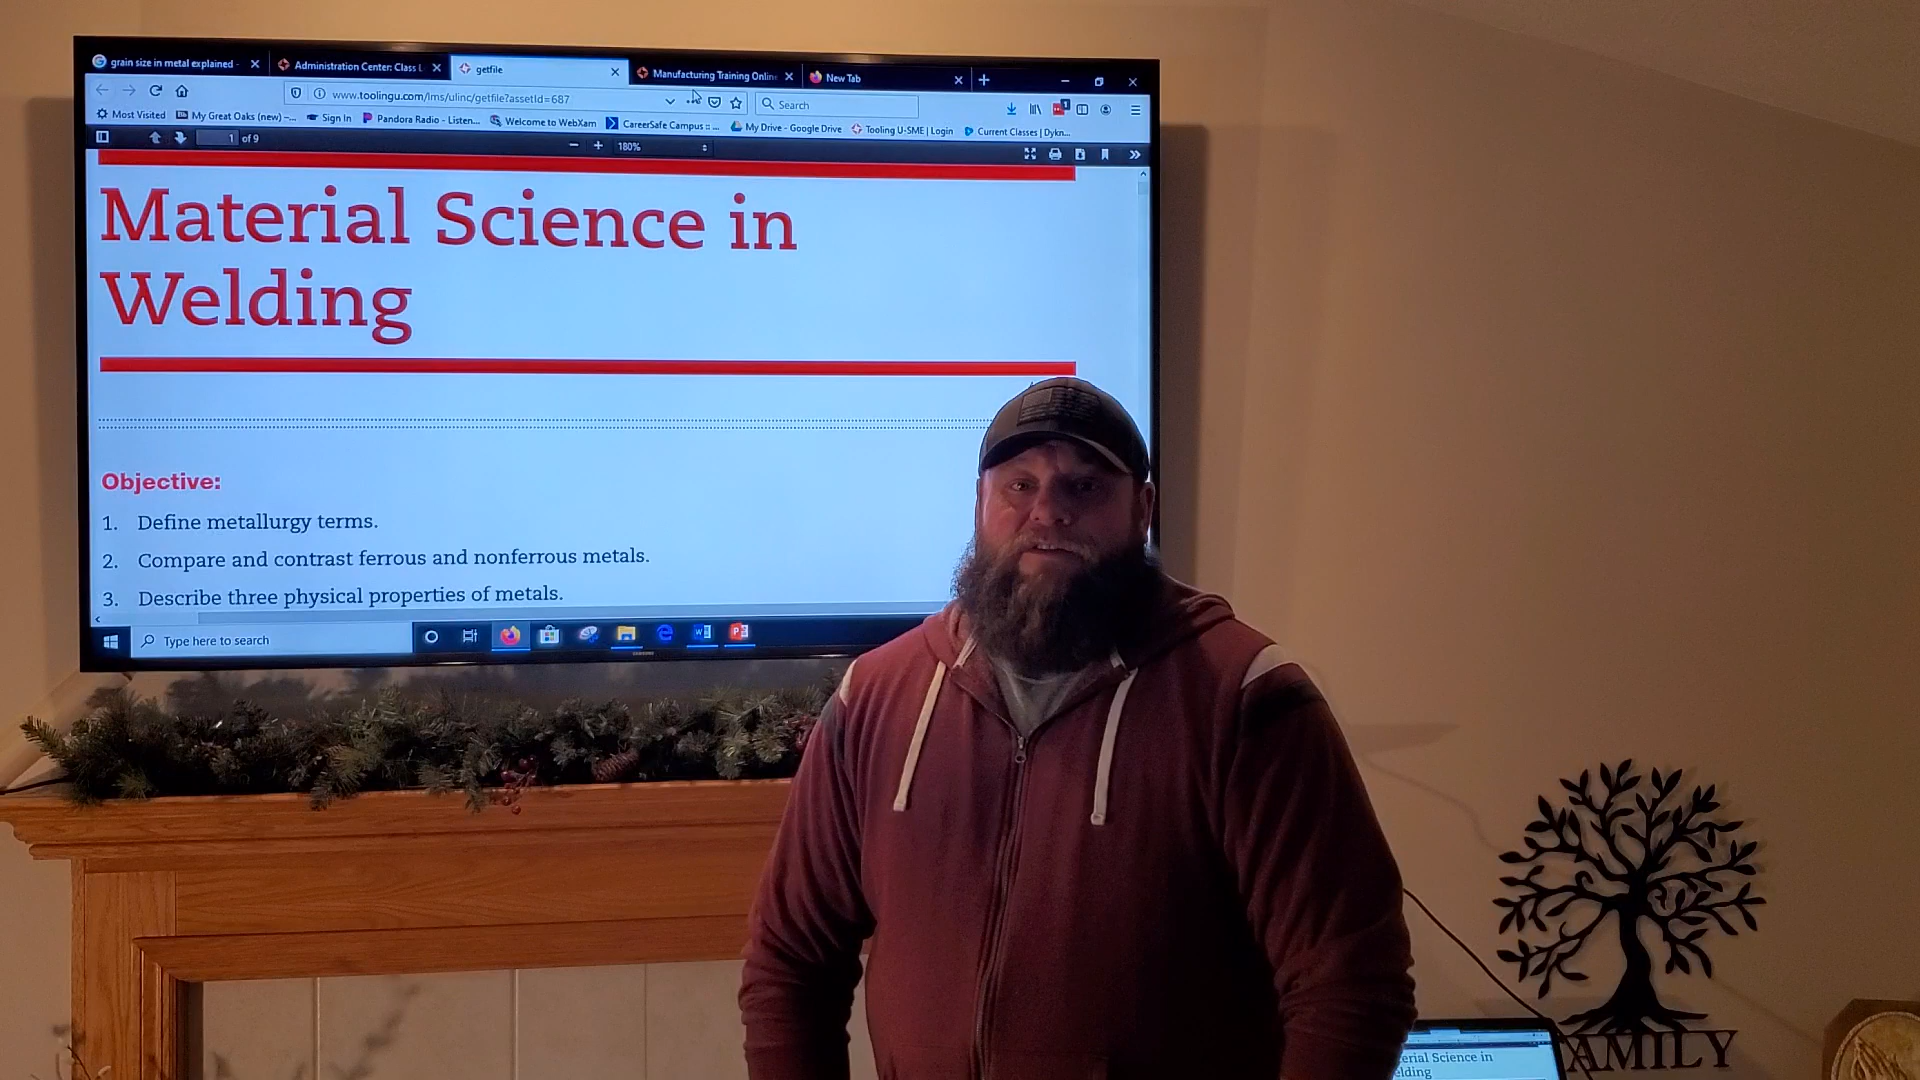 grain size in metal explained -
Administration Center: Class L
getfile
Manufacturing Training Online
New Tab
www.toolingu.com/lms/ulinc/getfile?assetId=687
Search
Most Visited
My Great Oaks (new) –...
Sign In
Pandora Radio - Listen...
Welcome to WebXam
CareerSafe Campus :: ...
My Drive - Google Drive
Tooling U-SME | Login
Current Classes | Dykn...
1 of 9
180%
Material Science in
Welding
Objective:
1. Define metallurgy terms.
2. Compare and contrast ferrous and nonferrous metals.
3. Describe three physical properties of metals.
Type here to search
SAMSUNG
erial Science in
lding
FAMILY